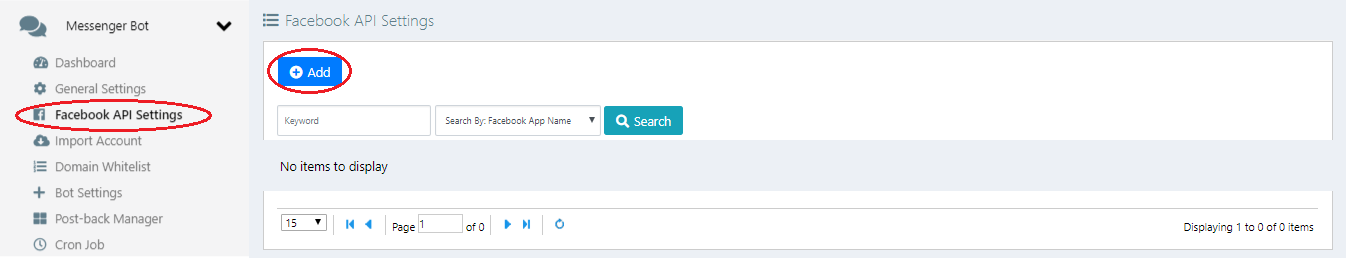 Messenger Bot
Dashboard
General Settings
Facebook API Settings
Import Account
Domain Whitelist
Bot Settings
Post-back Manager
Cron Job
Facebook API Settings
Add
Keyword Search By: Facebook App Name Search
No items to display
15 Page 1 of 0 Displaying 1 to 0 of 0 items